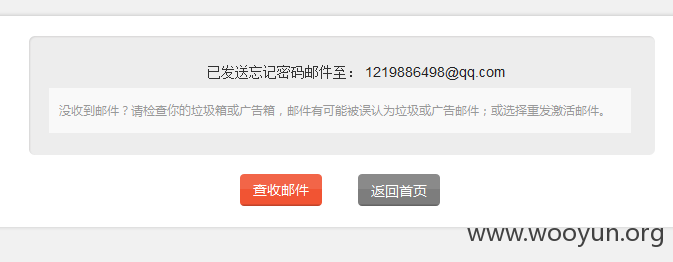 已发送忘记密码邮件至： 1219886498@qq.com
没收到邮件？请检查你的垃圾箱或广告箱，邮件有可能被误认为垃圾或广告邮件；或选择重发激活邮件。
查收邮件 返回首页
www.wooyun.org